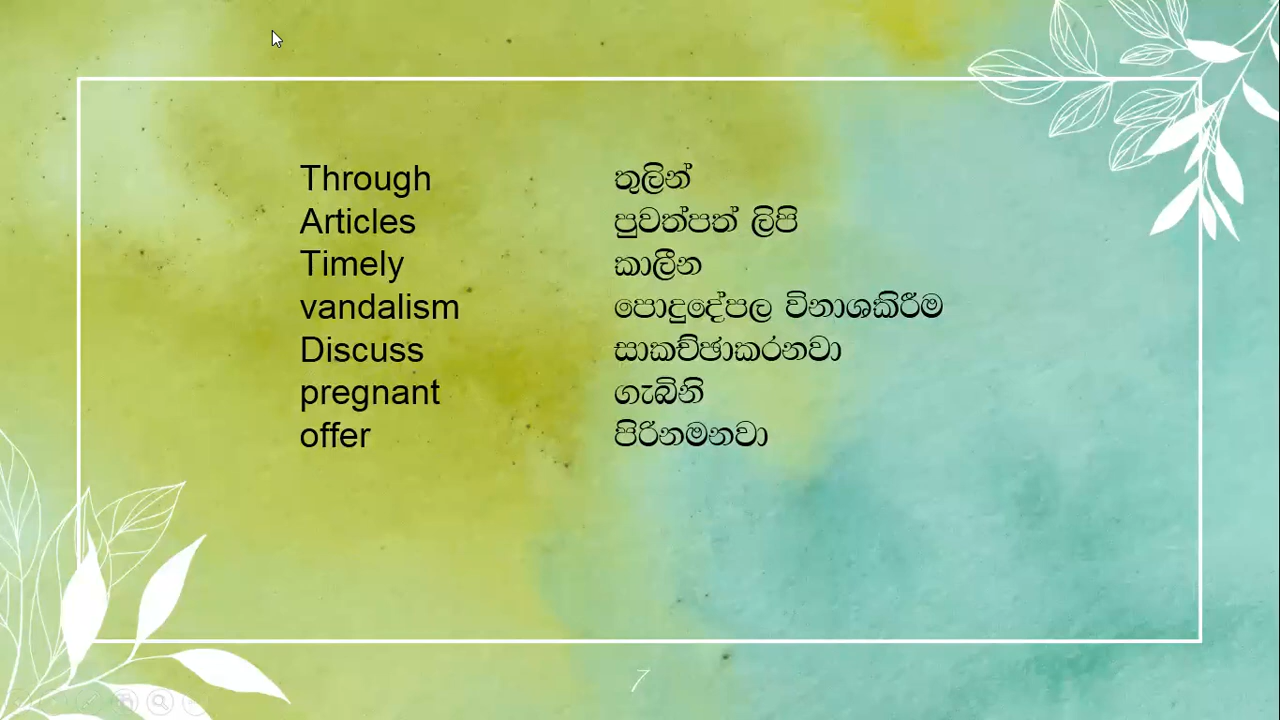 Through තුලින්
Articles පුවත්පත් ලිපි
Timely කාලීන
vandalism පොදුදේපල විනාශකිරීම
Discuss සාකච්ඡාකරනවා
pregnant ගැබිනි
offer පිරිනමනවා
7